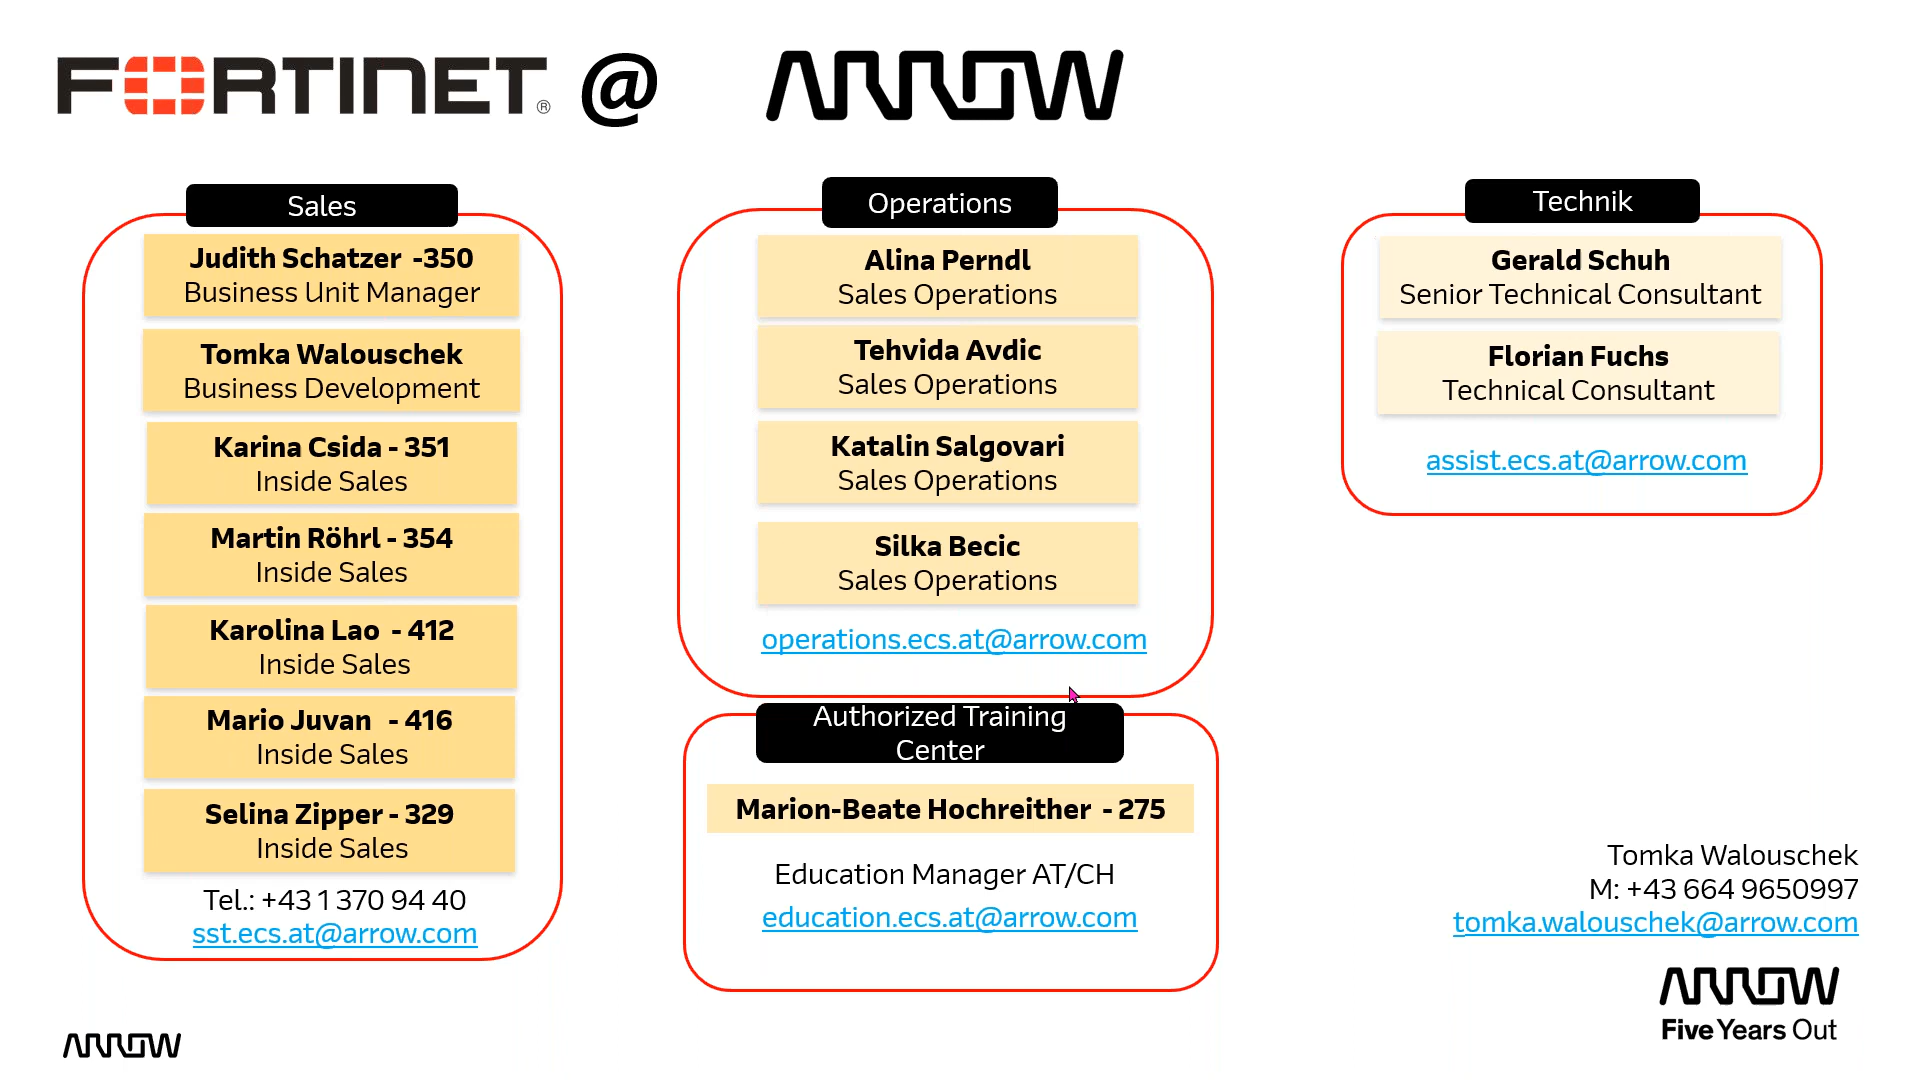 FORTINET® @ ARROW
Sales
Judith Schatzer -350
Business Unit Manager
Tomka Walouschek
Business Development
Karina Csida - 351
Inside Sales
Martin Röhrl - 354
Inside Sales
Karolina Lao - 412
Inside Sales
Mario Juvan - 416
Inside Sales
Selina Zipper - 329
Inside Sales
Tel.: +43 1 370 94 40
sst.ecs.at@arrow.com
Operations
Alina Perndl
Sales Operations
Tehvida Avdic
Sales Operations
Katalin Salgovari
Sales Operations
Silka Becic
Sales Operations
operations.ecs.at@arrow.com
Authorized Training
Center
Marion-Beate Hochreither - 275
Education Manager AT/CH
education.ecs.at@arrow.com
Technik
Gerald Schuh
Senior Technical Consultant
Florian Fuchs
Technical Consultant
assist.ecs.at@arrow.com
Tomka Walouschek
M: +43 664 9650997
tomka.walouschek@arrow.com
ARROW
Five Years Out
ARROW